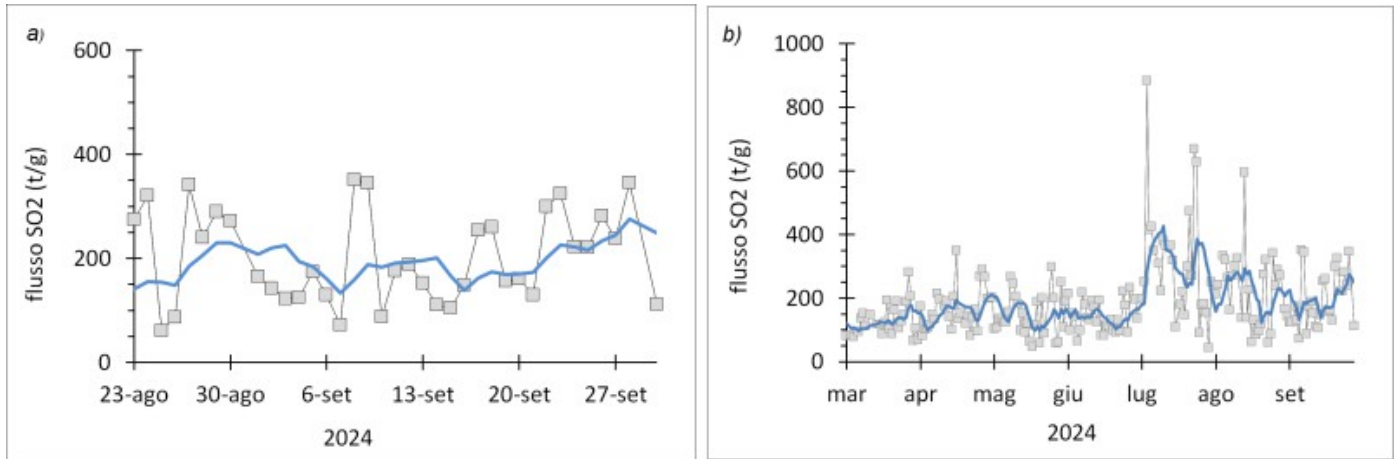 a)
600
400
200
0
flusso SO2 (t/g)
23-ago 30-ago 6-set 13-set 20-set 27-set
2024
b)
1000
800
600
400
200
0
flusso SO2 (t/g)
mar apr mag giu lug ago set
2024